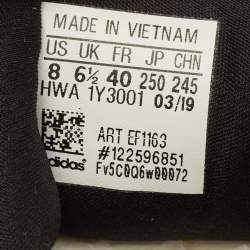 MADE IN VIETNAM
US UK FR JP CHN
8 6½ 40 250 245
HWA 1Y3001 03/19
ART EF1163
#122596851
adidas Fv5C0Q6w00072